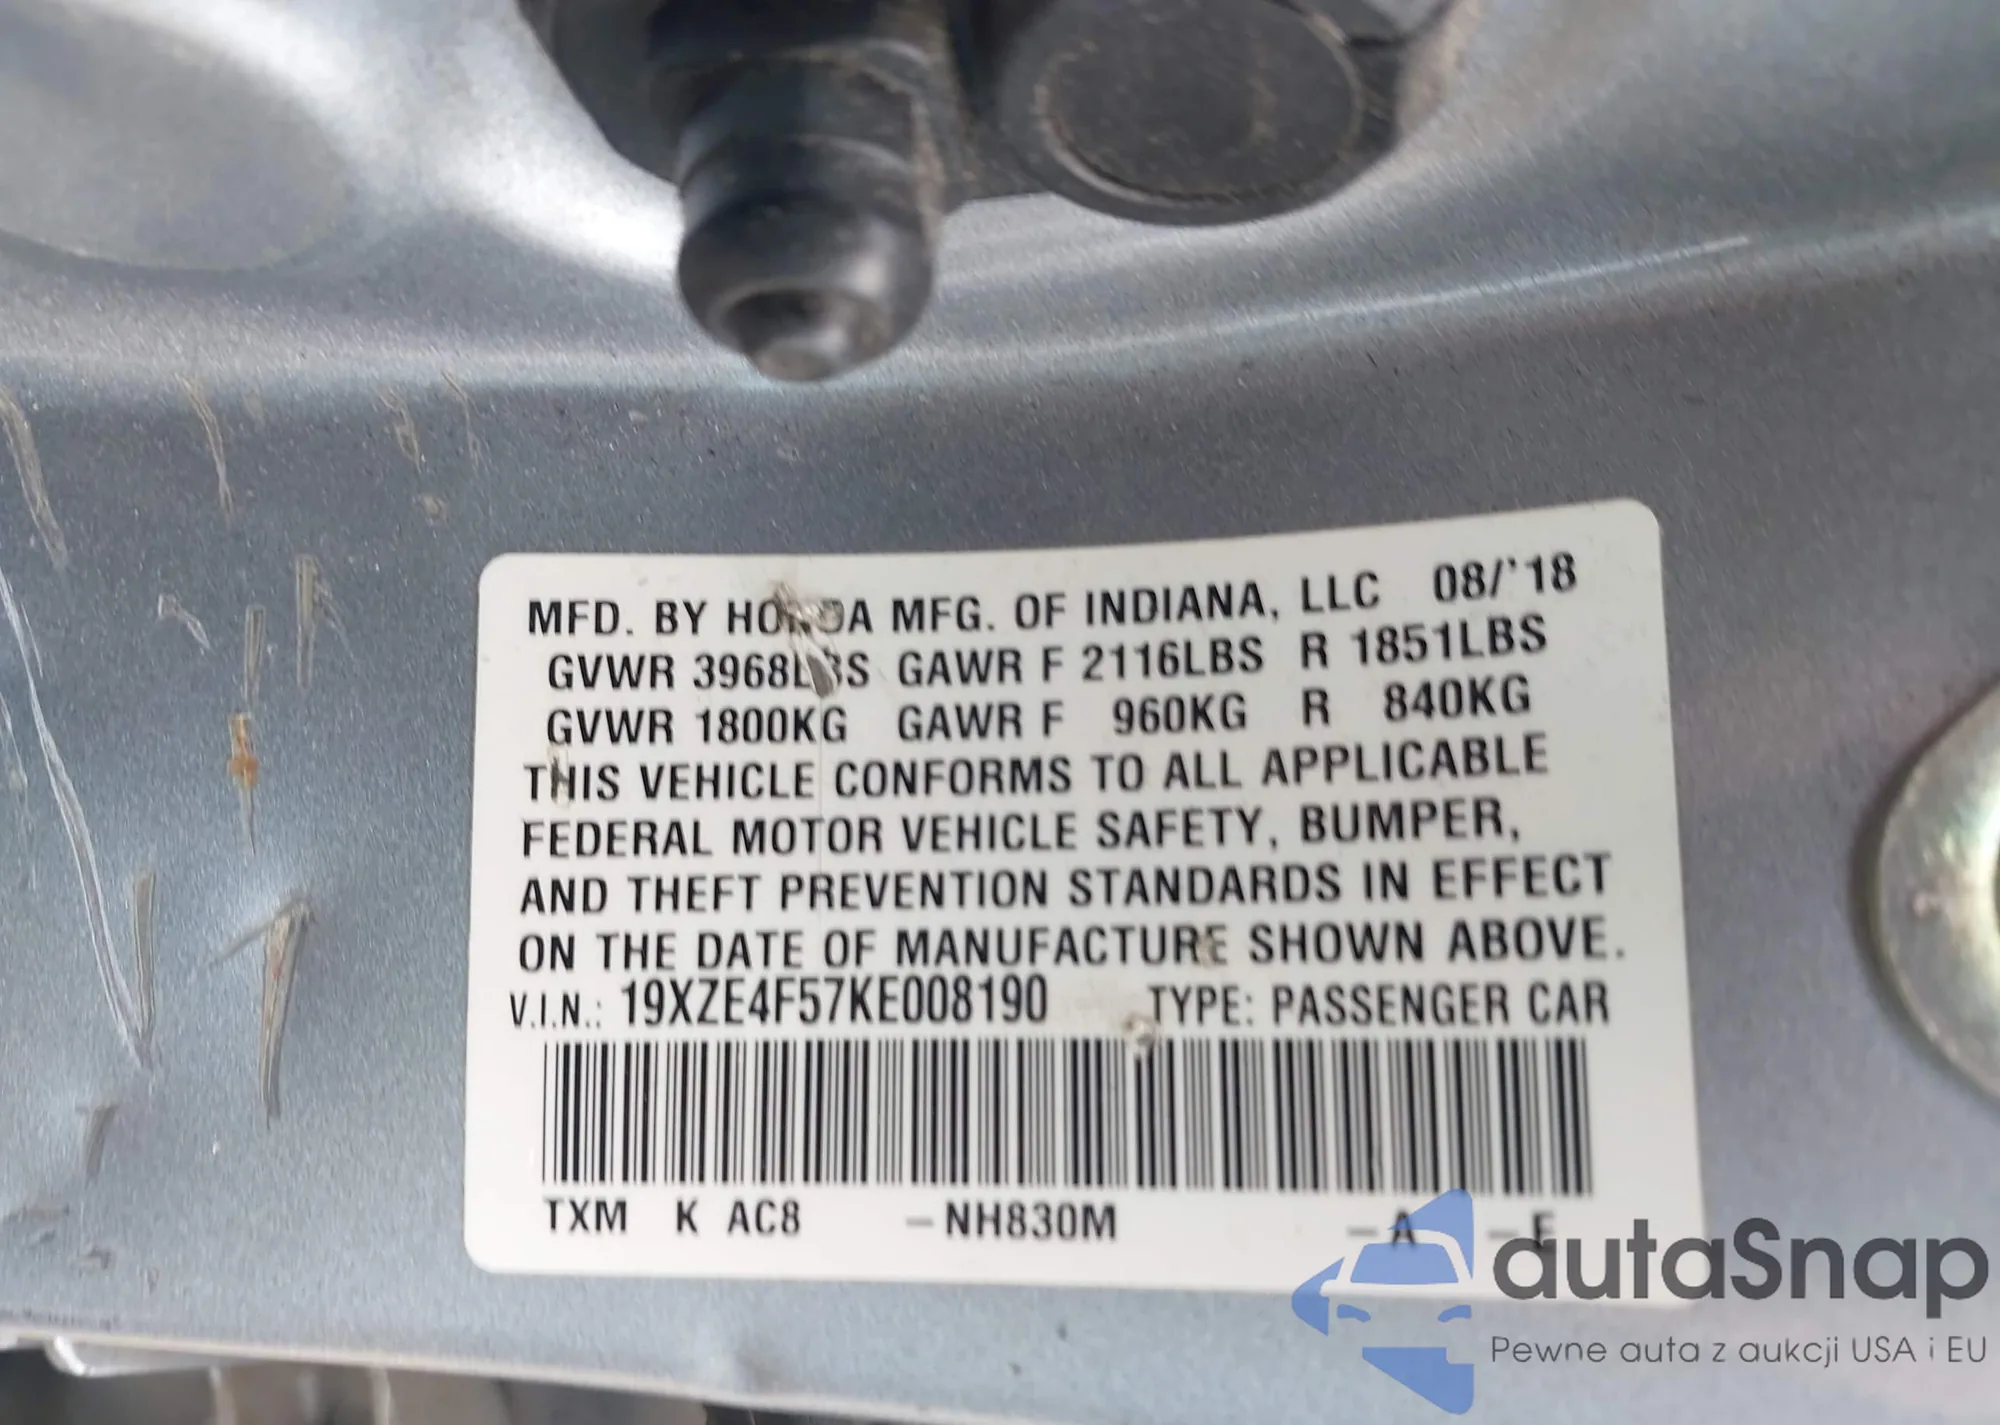 MFD. BY HONDA MFG. OF INDIANA, LLC 08/'18
GVWR 3968LBS GAWR F 2116LBS R 1851LBS
GVWR 1800KG GAWR F 960KG R 840KG
THIS VEHICLE CONFORMS TO ALL APPLICABLE
FEDERAL MOTOR VEHICLE SAFETY, BUMPER,
AND THEFT PREVENTION STANDARDS IN EFFECT
ON THE DATE OF MANUFACTURE SHOWN ABOVE.
V.I.N.: 19XZE4F57KE008190 TYPE: PASSENGER CAR
TXM K AC8 -NH830M -A -E
autaSnap
Pewne auta z aukcji USA i EU